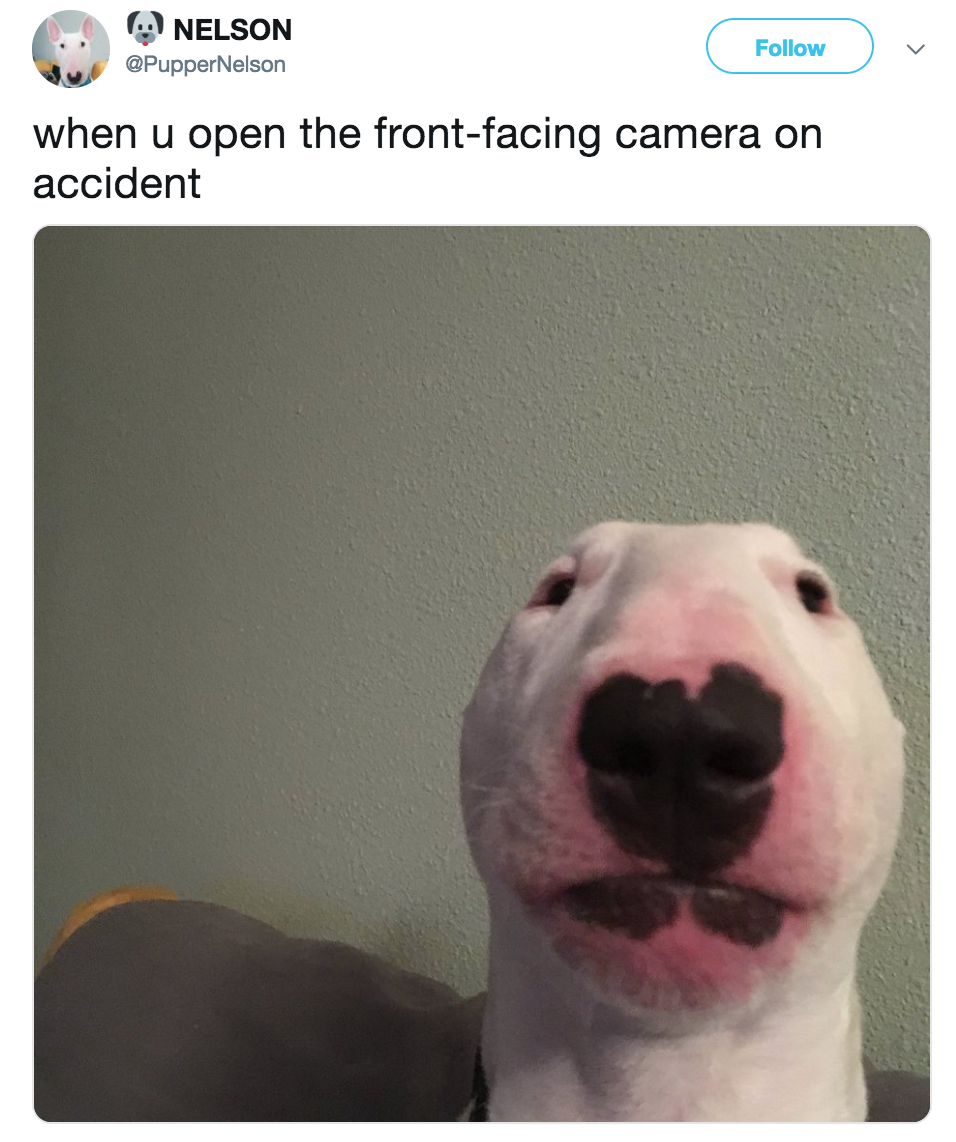 NELSON
@PupperNelson
Follow
when u open the front-facing camera on
accident